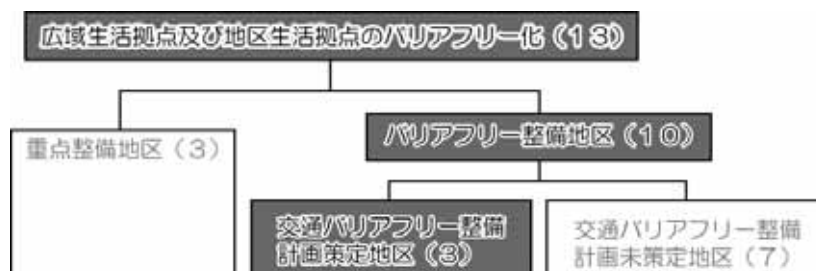 広域生活拠点及び地区生活拠点のバリアフリー化（１３）
重点整備地区（３）
バリアフリー整備地区（１０）
交通バリアフリー整備
計画策定地区（３）
交通バリアフリー整備
計画未策定地区（７）